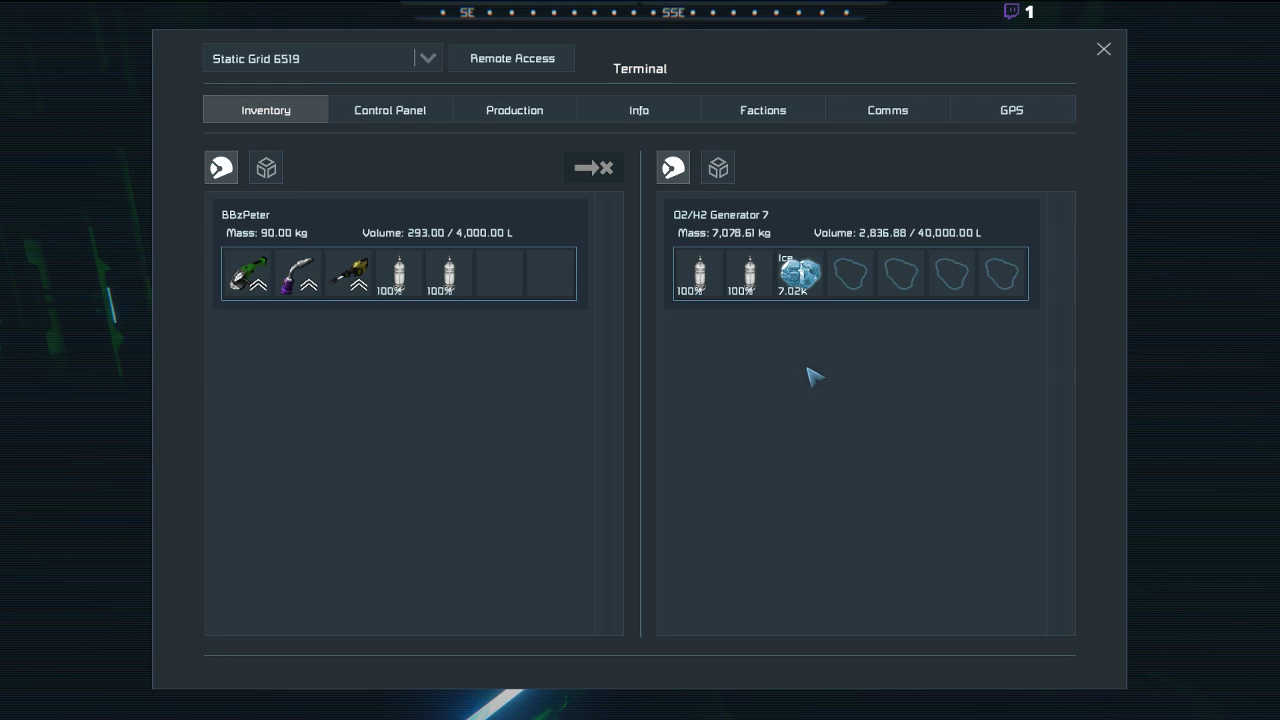 SE SSE 1
Static Grid 6519 Remote Access
Terminal
Inventory Control Panel Production Info Factions Comms GPS
BBzPeter
Mass: 90.00 kg Volume: 293.00 / 4,000.00 L
100% 100%
O2/H2 Generator 7
Mass: 7,078.61 kg Volume: 2,836.88 / 40,000.00 L
Ice
100% 100% 7.02k